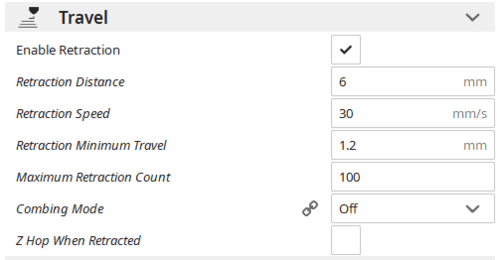 Travel
Enable Retraction
Retraction Distance 6 mm
Retraction Speed 30 mm/s
Retraction Minimum Travel 1.2 mm
Maximum Retraction Count 100
Combing Mode Off
Z Hop When Retracted